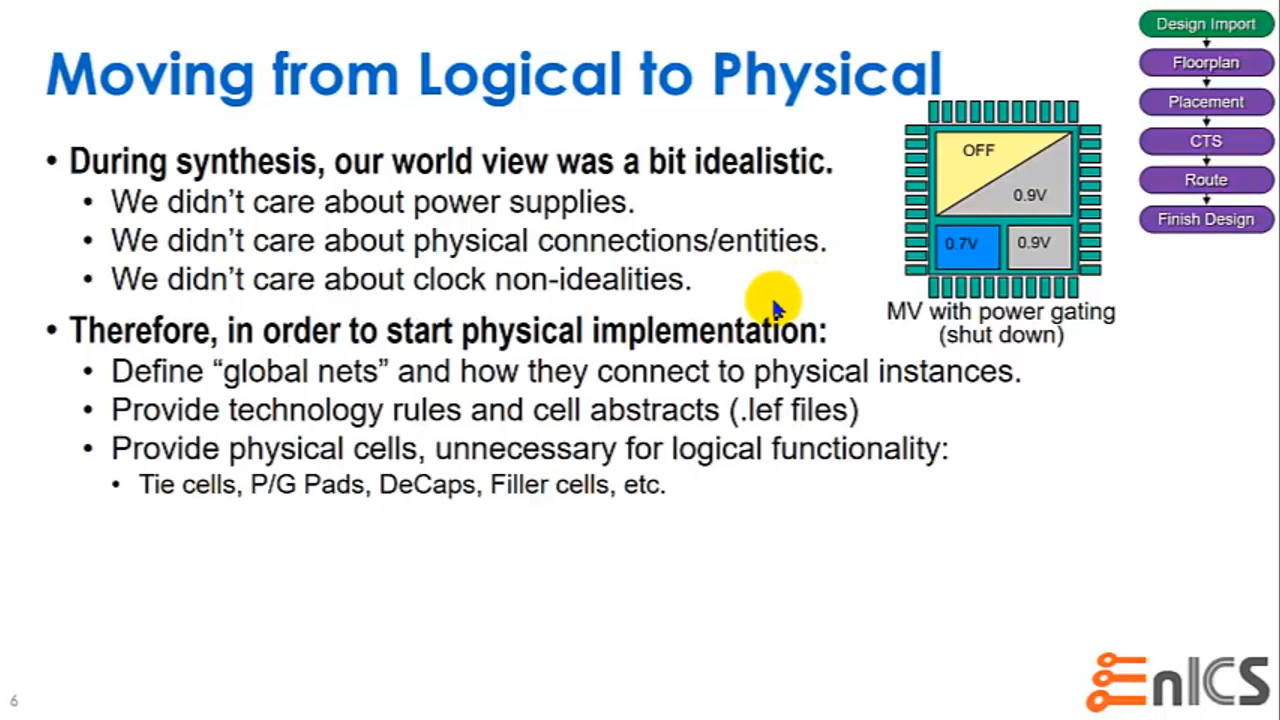 Moving from Logical to Physical
• During synthesis, our world view was a bit idealistic.
• We didn't care about power supplies.
• We didn't care about physical connections/entities.
• We didn't care about clock non-idealities.
• Therefore, in order to start physical implementation:
• Define “global nets” and how they connect to physical instances.
• Provide technology rules and cell abstracts (.lef files)
• Provide physical cells, unnecessary for logical functionality:
• Tie cells, P/G Pads, DeCaps, Filler cells, etc.
OFF
0.9V
0.7V
0.9V
MV with power gating
(shut down)
Design Import
Floorplan
Placement
CTS
Route
Finish Design
6
EnICS